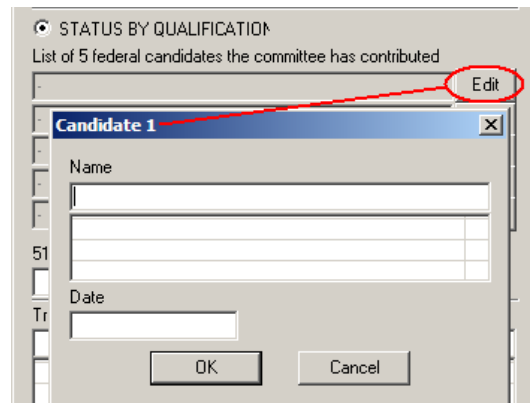 STATUS BY QUALIFICATION
List of 5 federal candidates the committee has contributed
- Edit
-
Candidate 1
-
Name
-
-
51
Date
Tr
OK Cancel